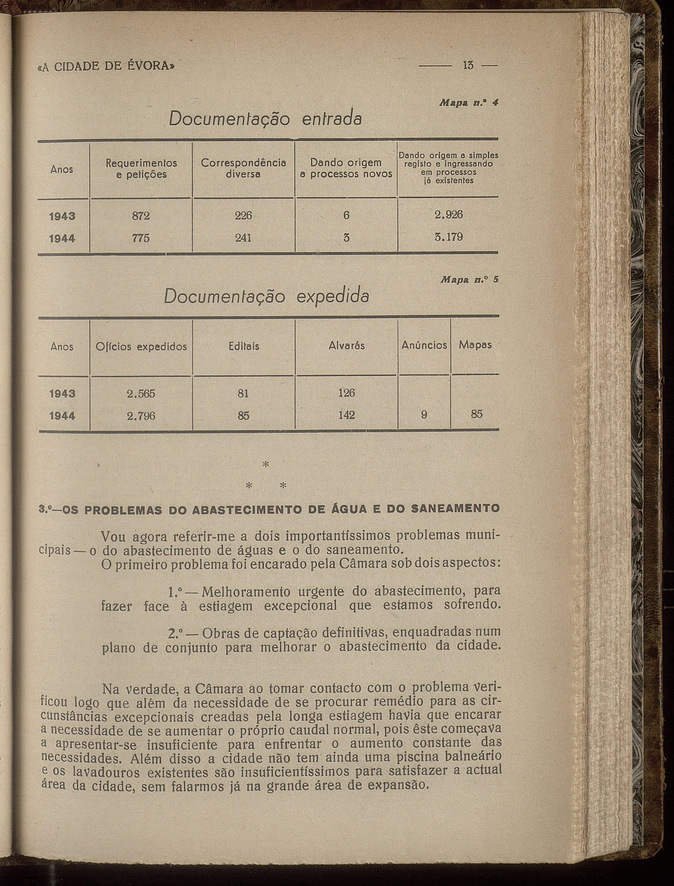 «A CIDADE DE ÉVORA» —— 13 —
Mapa n.º 4
Documentação entrada
Anos | Requerimentos e petições | Correspondência diversa | Dando origem a processos novos | Dando origem a simples registo e ingressando em processos já existentes
1943 | 872 | 226 | 6 | 2.926
1944 | 775 | 241 | 3 | 3.179
Mapa n.º 5
Documentação expedida
Anos | Ofícios expedidos | Editais | Alvarás | Anúncios | Mapas
1943 | 2.565 | 81 | 126
1944 | 2.796 | 85 | 142 | 9 | 85
*
* *
3.º—OS PROBLEMAS DO ABASTECIMENTO DE ÁGUA E DO SANEAMENTO
Vou agora referir-me a dois importantíssimos problemas muni-
cipais — o do abastecimento de águas e o do saneamento.
O primeiro problema foi encarado pela Câmara sob dois aspectos:
1.º — Melhoramento urgente do abastecimento, para
fazer face à estiagem excepcional que estamos sofrendo.
2.º — Obras de captação definitivas, enquadradas num
plano de conjunto para melhorar o abastecimento da cidade.
Na verdade, a Câmara ao tomar contacto com o problema veri-
ficou logo que além da necessidade de se procurar remédio para as cir-
cunstâncias excepcionais creadas pela longa estiagem havia que encarar
a necessidade de se aumentar o próprio caudal normal, pois êste começava
a apresentar-se insuficiente para enfrentar o aumento constante das
necessidades. Além disso a cidade não tem ainda uma piscina balneário
e os lavadouros existentes são insuficientíssimos para satisfazer a actual
área da cidade, sem falarmos já na grande área de expansão.